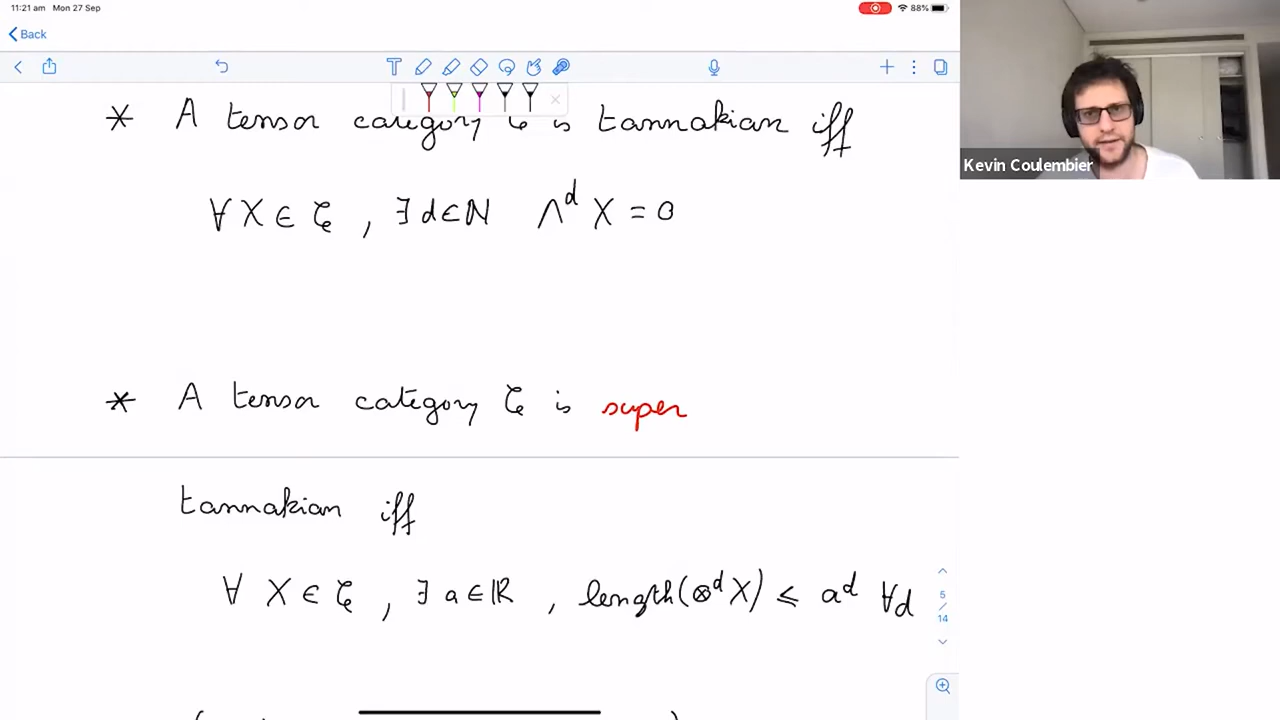 11:21 am Mon 27 Sep
88%
Back
* A tensor category 𝒞 is tannakian iff
∀ X ∈ 𝒞 , ∃ d ∈ ℕ Λ^d X = 0
* A tensor category 𝒞 is super
tannakian iff
∀ X ∈ 𝒞 , ∃ a ∈ ℝ , length(⊗^d X) ≤ a^d ∀d
5
/
14
Kevin Coulembier